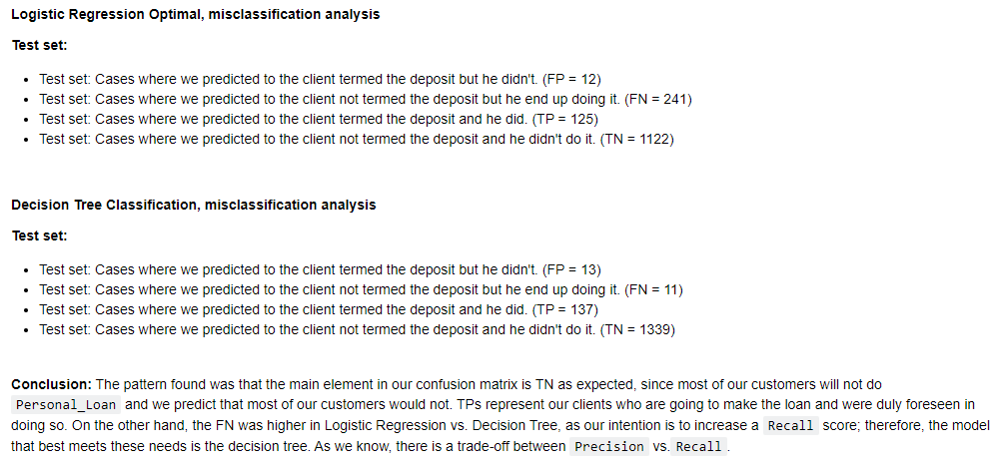 Logistic Regression Optimal, misclassification analysis
Test set:
• Test set: Cases where we predicted to the client termed the deposit but he didn't. (FP = 12)
• Test set: Cases where we predicted to the client not termed the deposit but he end up doing it. (FN = 241)
• Test set: Cases where we predicted to the client termed the deposit and he did. (TP = 125)
• Test set: Cases where we predicted to the client not termed the deposit and he didn't do it. (TN = 1122)
Decision Tree Classification, misclassification analysis
Test set:
• Test set: Cases where we predicted to the client termed the deposit but he didn't. (FP = 13)
• Test set: Cases where we predicted to the client not termed the deposit but he end up doing it. (FN = 11)
• Test set: Cases where we predicted to the client termed the deposit and he did. (TP = 137)
• Test set: Cases where we predicted to the client not termed the deposit and he didn't do it. (TN = 1339)
Conclusion: The pattern found was that the main element in our confusion matrix is TN as expected, since most of our customers will not do
Personal_Loan and we predict that most of our customers would not. TPs represent our clients who are going to make the loan and were duly foreseen in
doing so. On the other hand, the FN was higher in Logistic Regression vs. Decision Tree, as our intention is to increase a Recall score; therefore, the model
that best meets these needs is the decision tree. As we know, there is a trade-off between Precision vs. Recall .